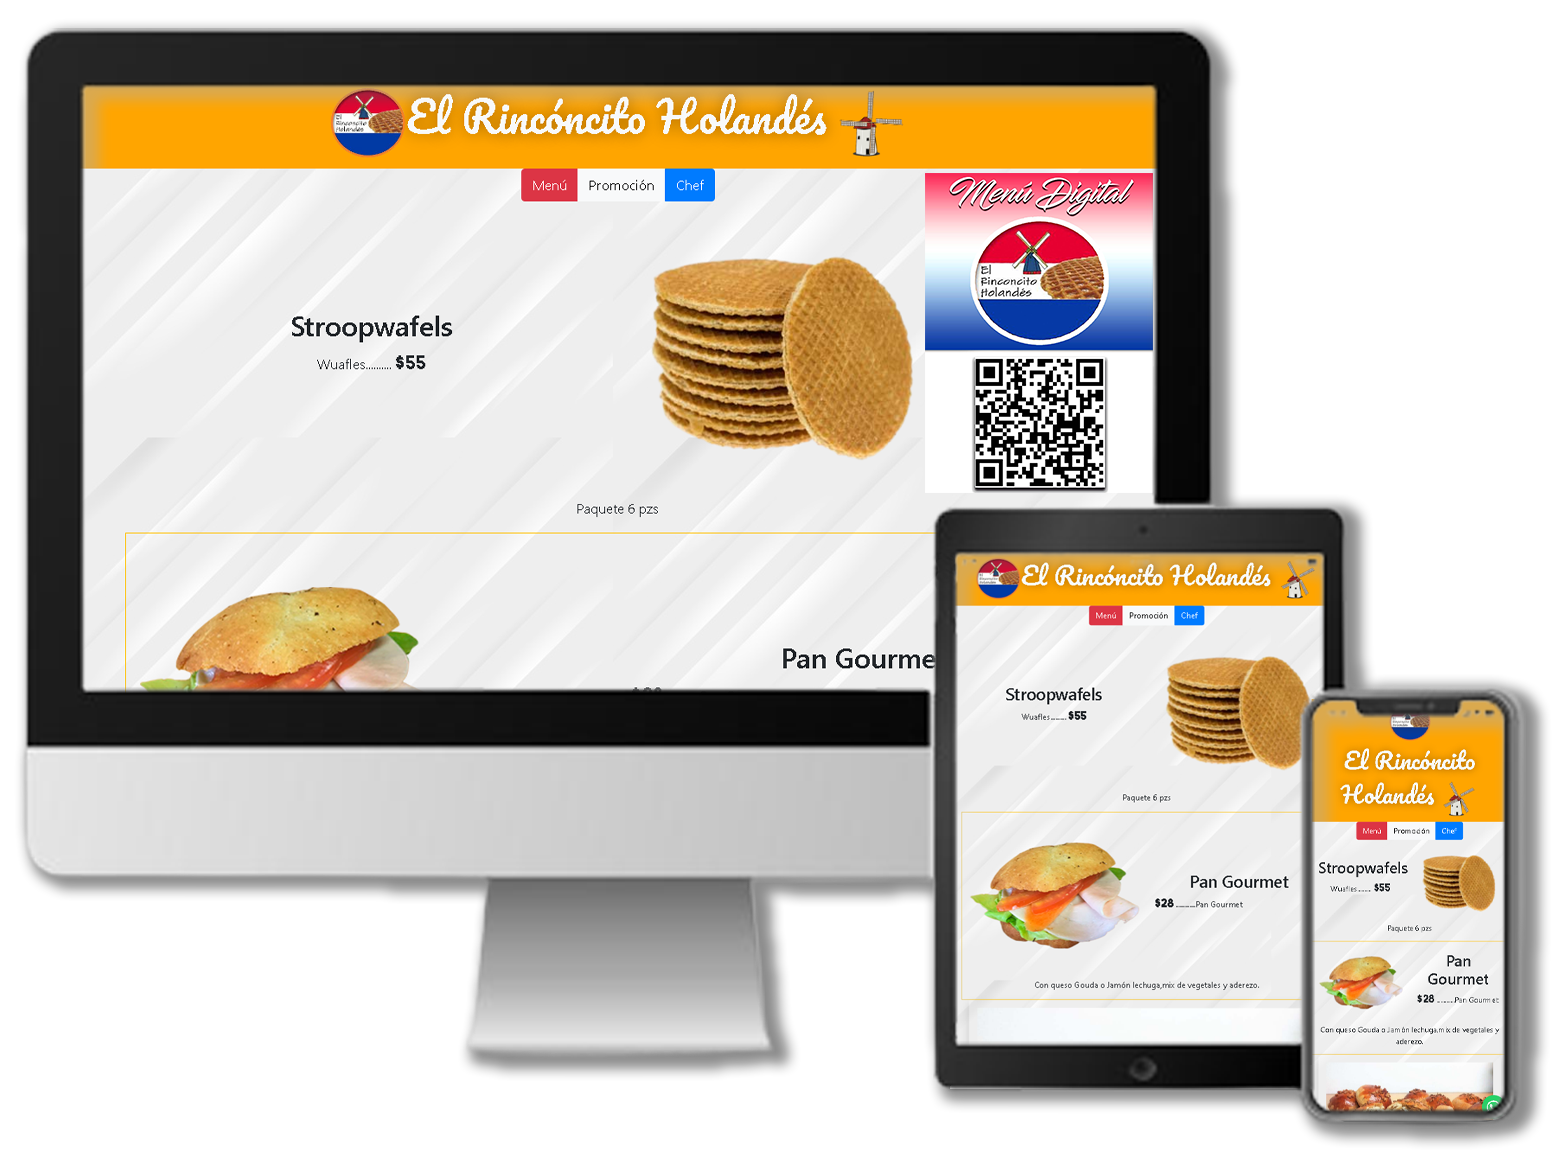 El
Rinconcito
Holandés
El Rincóncito Holandés
Menú Promoción Chef
Menú Digital
El
Rinconcito
Holandés
Stroopwafels
Wuafles.......... $55
Paquete 6 pzs
Pan Gourme
El Rincóncito Holandés
Menú Promoción Chef
Stroopwafels
Wuafles.......... $55
Paquete 6 pzs
Pan Gourmet
$28 ..........Pan Gourmet
Con queso Gouda o Jamón lechuga,mix de vegetales y aderezo.
El Rincóncito
Holandés
Menú Promoción Chef
Stroopwafels
Wuafles.......... $55
Paquete 6 pzs
Pan
Gourmet
$28 ..........Pan Gourmet
Con queso Gouda o Jamón lechuga,mix de vegetales y
aderezo.